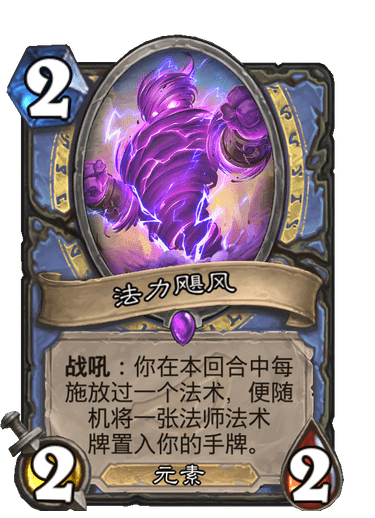 2
法力飓风
战吼：你在本回合中每
施放过一个法术，便随
机将一张法师法术
牌置入你的手牌。
2
元素
2